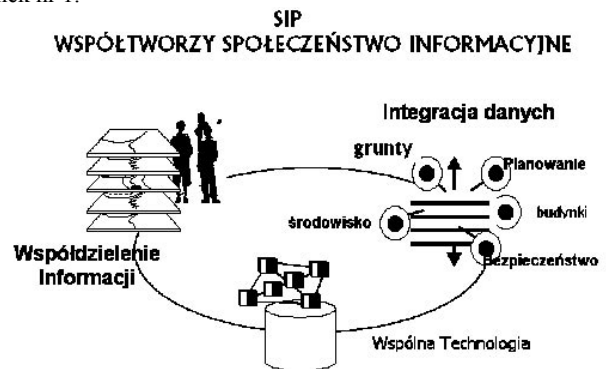 SIP
WSPÓŁTWORZY SPOŁECZEŃSTWO INFORMACYJNE
Integracja danych
grunty
Planowanie
środowisko
budynki
Bezpieczeństwo
Współdzielenie
Informacji
Wspólna Technologia